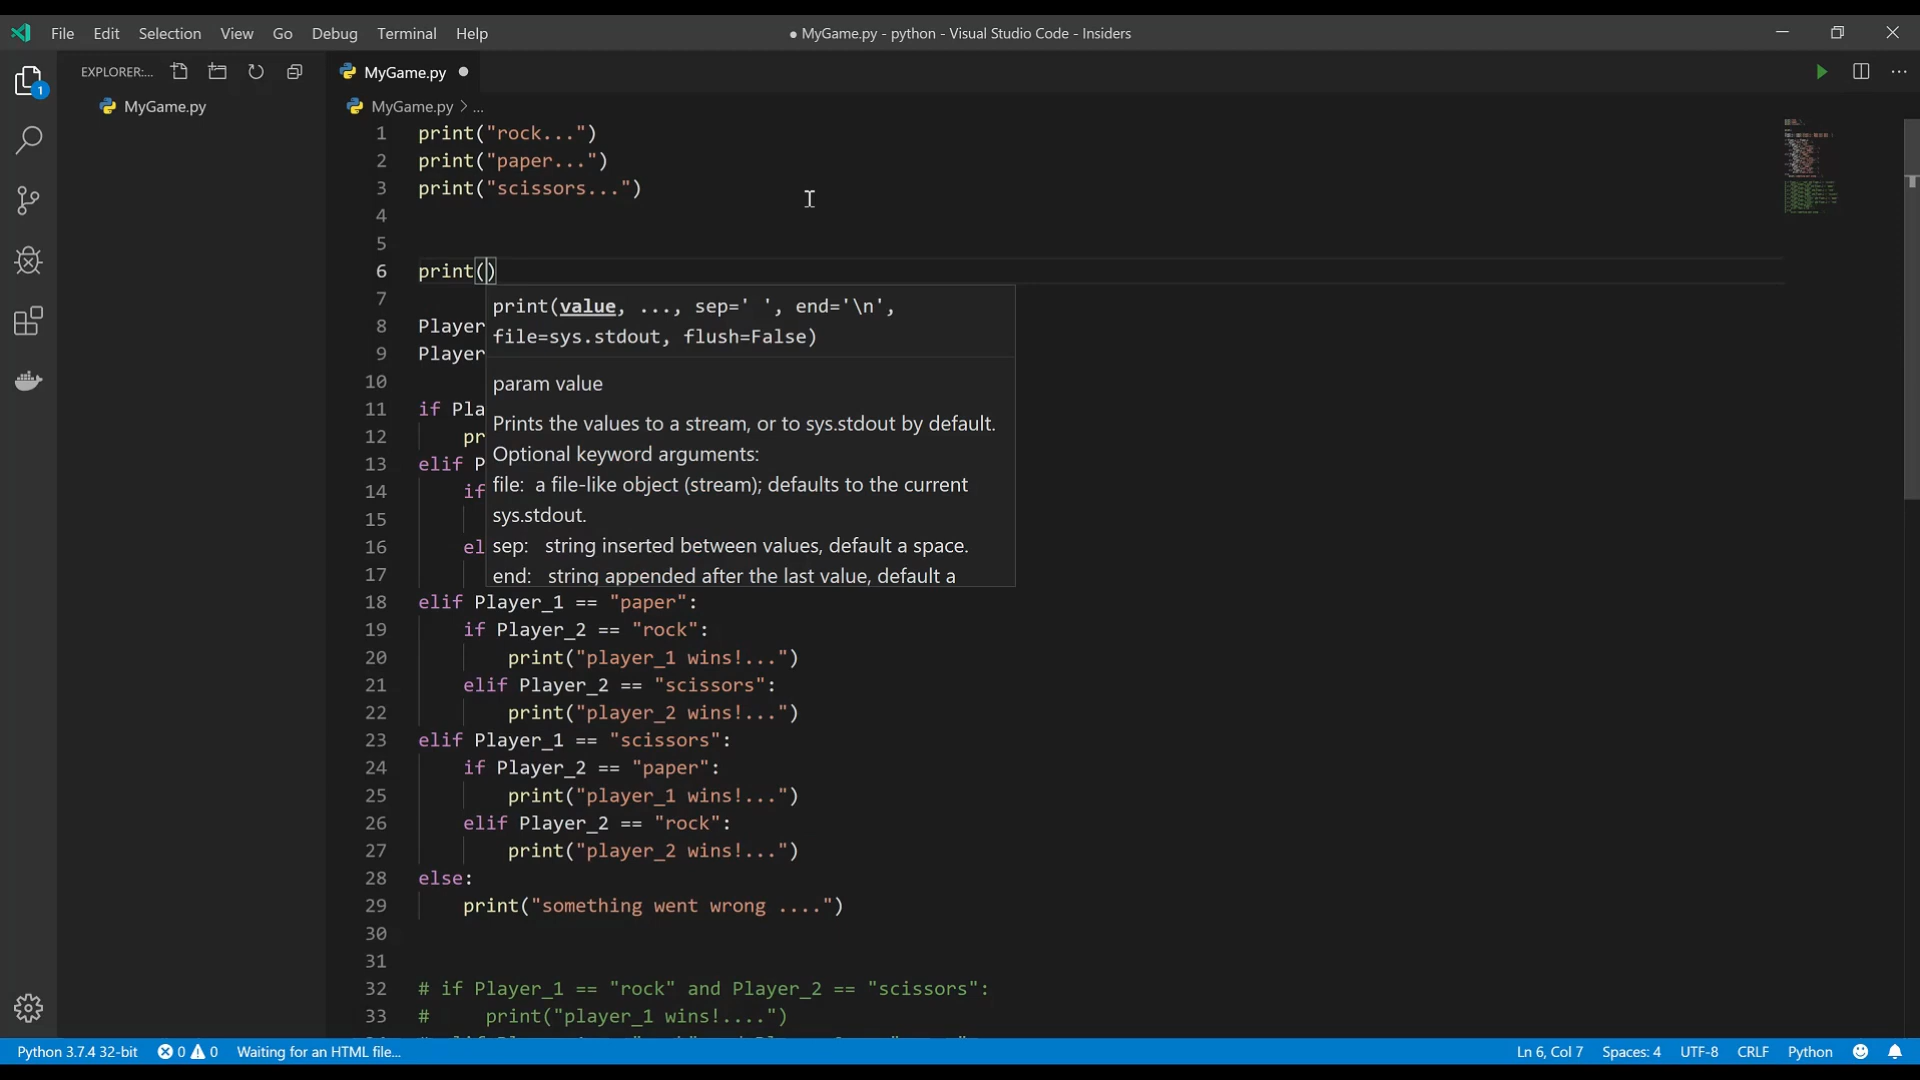 File Edit Selection View Go Debug Terminal Help
● MyGame.py - python - Visual Studio Code - Insiders
EXPLORER:...
MyGame.py
1
MyGame.py
MyGame.py > ...
1 print("rock...")
2 print("paper...")
3 print("scissors...")
4
5
6 print()
7
print(value, ..., sep=' ', end='\n',
file=sys.stdout, flush=False)
param value
Prints the values to a stream, or to sys.stdout by default.
Optional keyword arguments:
file: a file-like object (stream); defaults to the current
sys.stdout.
sep: string inserted between values, default a space.
end: string appended after the last value, default a
8 Player
9 Player
10
11 if Pla
12 pr
13 elif P
14 if
15
16 el
17
18 elif Player_1 == "paper":
19 if Player_2 == "rock":
20 print("player_1 wins!...")
21 elif Player_2 == "scissors":
22 print("player_2 wins!...")
23 elif Player_1 == "scissors":
24 if Player_2 == "paper":
25 print("player_1 wins!...")
26 elif Player_2 == "rock":
27 print("player_2 wins!...")
28 else:
29 print("something went wrong ....")
30
31
32 # if Player_1 == "rock" and Player_2 == "scissors":
33 # print("player_1 wins!....")
Python 3.7.4 32-bit 0 0 Waiting for an HTML file... Ln 6, Col 7 Spaces: 4 UTF-8 CRLF Python